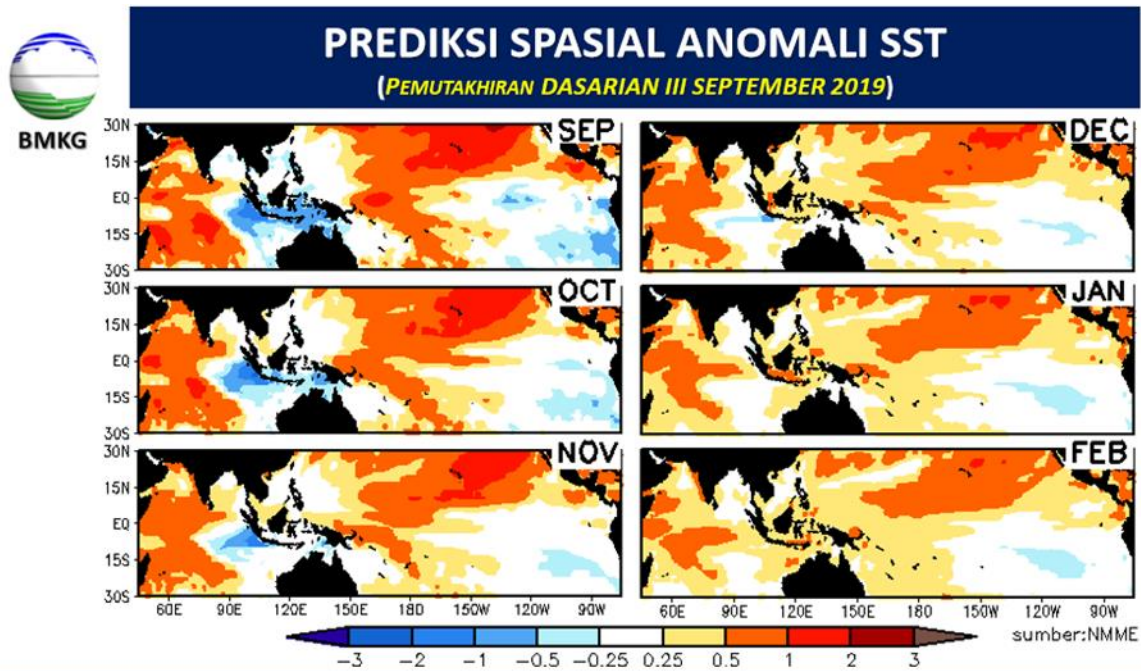 PREDIKSI SPASIAL ANOMALI SST
(PEMUTAKHIRAN DASARIAN III SEPTEMBER 2019)
BMKG
SEP
30N
15N
EQ
15S
30S
DEC
OCT
30N
15N
EQ
15S
30S
JAN
NOV
30N
15N
EQ
15S
30S
FEB
60E 90E 120E 150E 180 150W 120W 90W
60E 90E 120E 150E 180 150W 120W 90W
-3 -2 -1 -0.5 -0.25 0.25 0.5 1 2 3
sumber:NMME